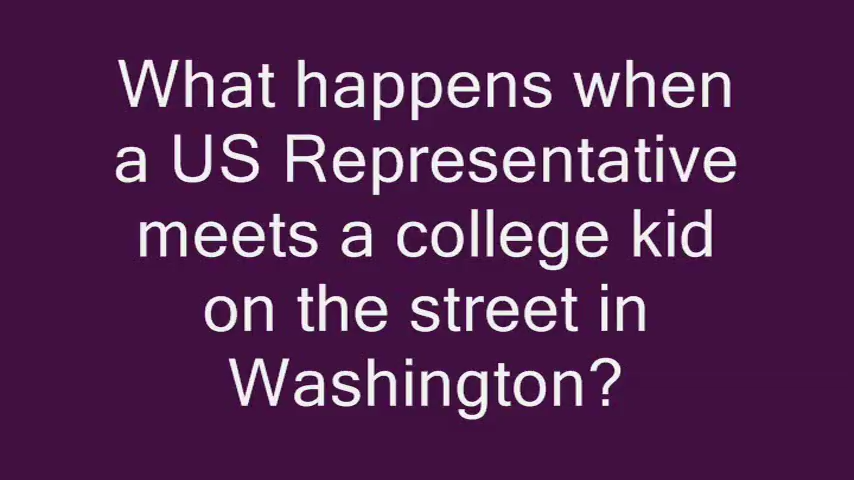 What happens when
a US Representative
meets a college kid
on the street in
Washington?